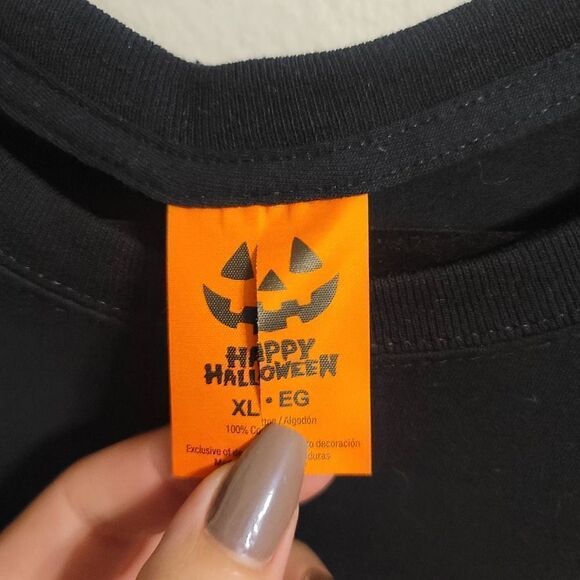 HAPPY
HALLOWEEN
XL • EG
100% / Algodón
Exclusive of decoración